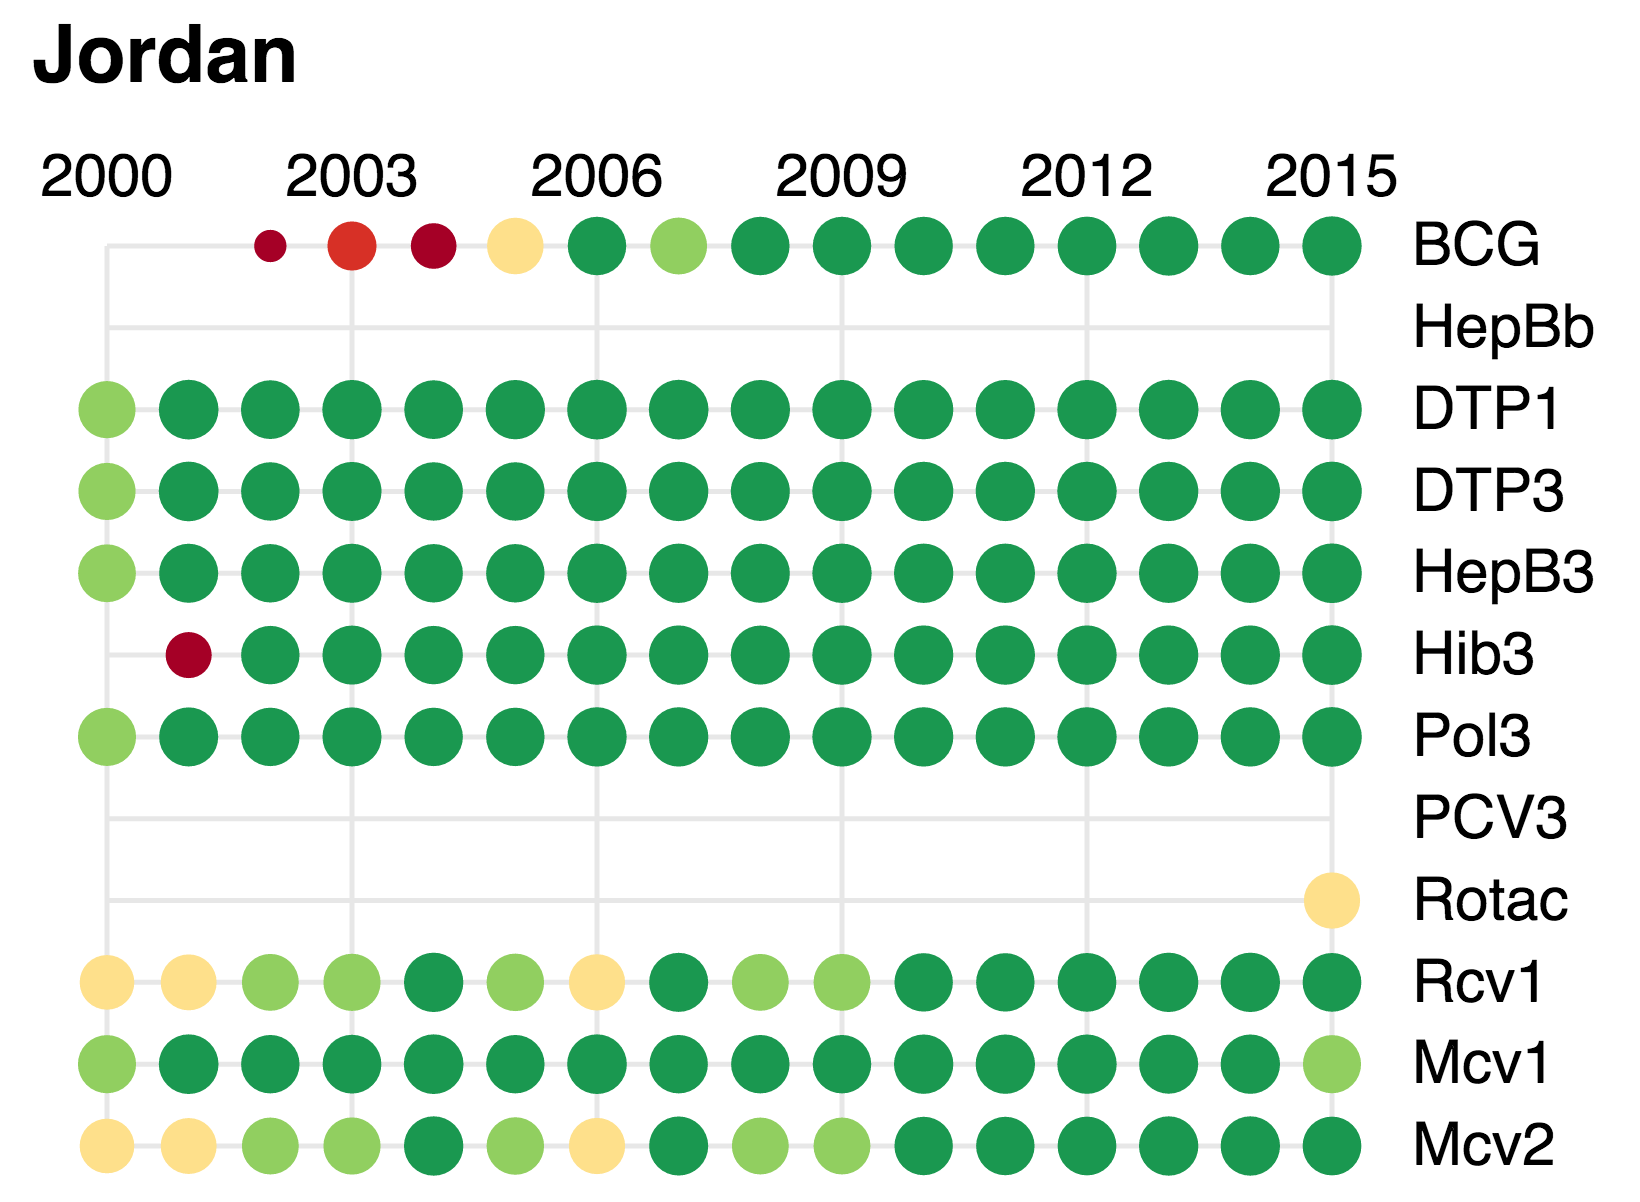 Jordan
2000 2003 2006 2009 2012 2015
BCG
HepBb
DTP1
DTP3
HepB3
Hib3
Pol3
PCV3
Rotac
Rcv1
Mcv1
Mcv2